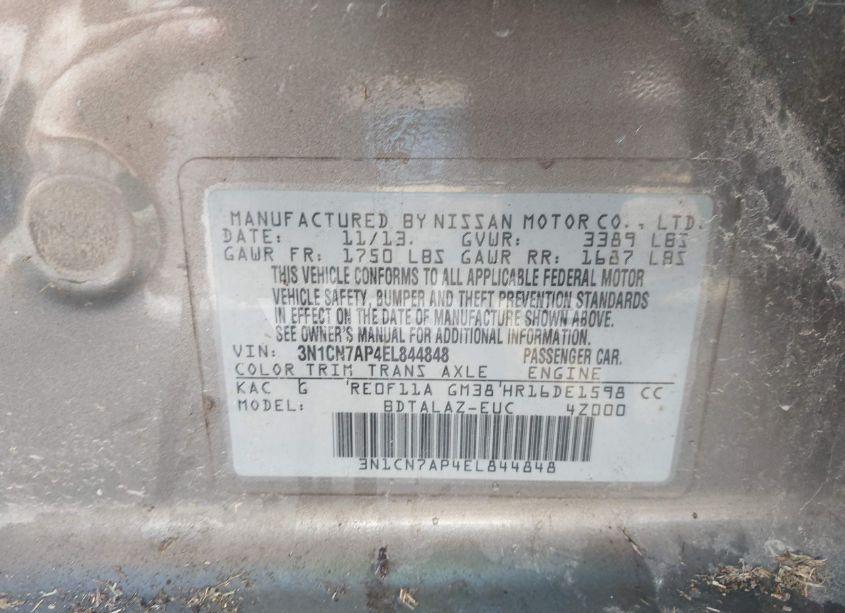 MANUFACTURED BY NISSAN MOTOR CO., LTD.
DATE: 11/13. GVWR: 3389 LBS
GAWR FR: 1750 LBS GAWR RR: 1687 LBS
THIS VEHICLE CONFORMS TO ALL APPLICABLE FEDERAL MOTOR
VEHICLE SAFETY, BUMPER AND THEFT PREVENTION STANDARDS
IN EFFECT ON THE DATE OF MANUFACTURE SHOWN ABOVE.
SEE OWNER'S MANUAL FOR ADDITIONAL INFORMATION.
VIN: 3N1CN7AP4EL844848 PASSENGER CAR.
COLOR TRIM TRANS AXLE ENGINE
KAC G 'RE0F11A GM38'HR16DE1598 CC
MODEL: BDTALAZ-EUC 4Z000
3N1CN7AP4EL844848